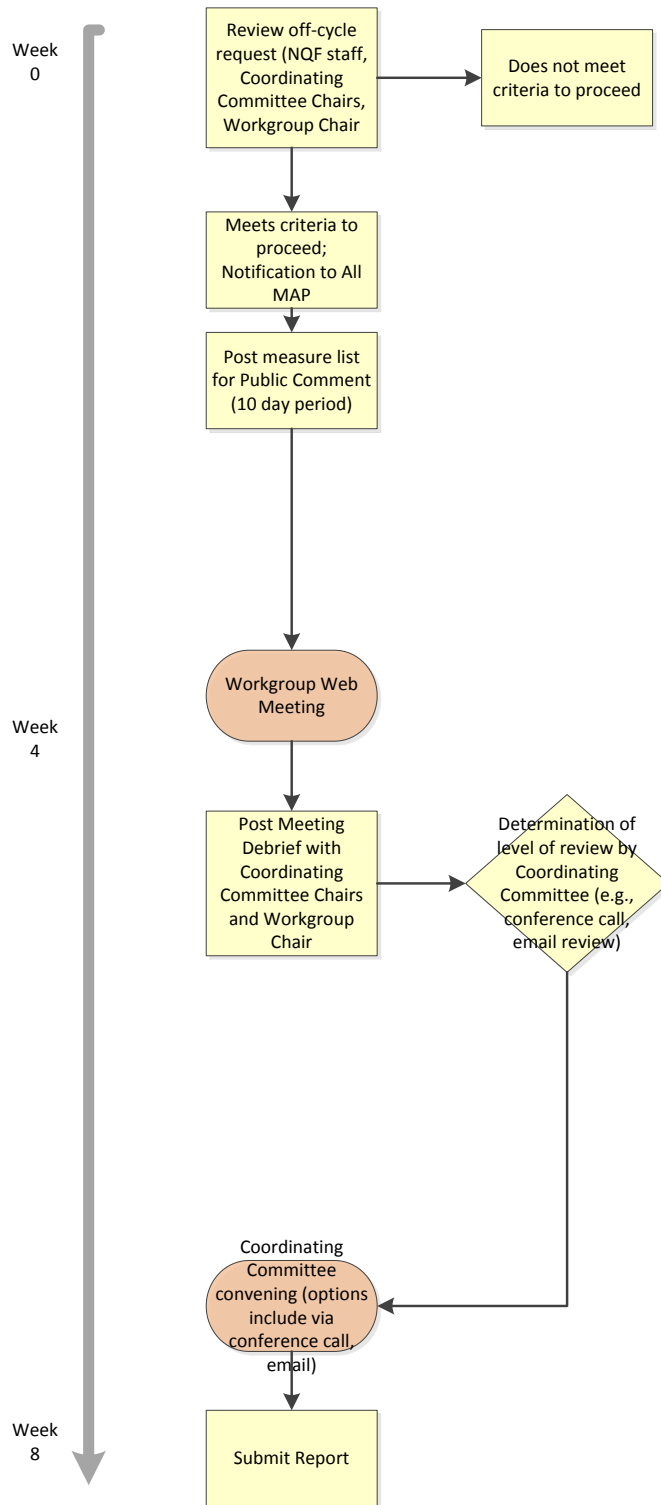 Week
0
Review off-cycle
request (NQF staff,
Coordinating
Committee Chairs,
Workgroup Chair
Does not meet
criteria to proceed
Meets criteria to
proceed;
Notification to All
MAP
Post measure list
for Public Comment
(10 day period)
Workgroup Web
Meeting
Week
4
Post Meeting
Debrief with
Coordinating
Committee Chairs
and Workgroup
Chair
Determination of
level of review by
Coordinating
Committee (e.g.,
conference call,
email review)
Coordinating
Committee
convening (options
include via
conference call,
email)
Week
8
Submit Report